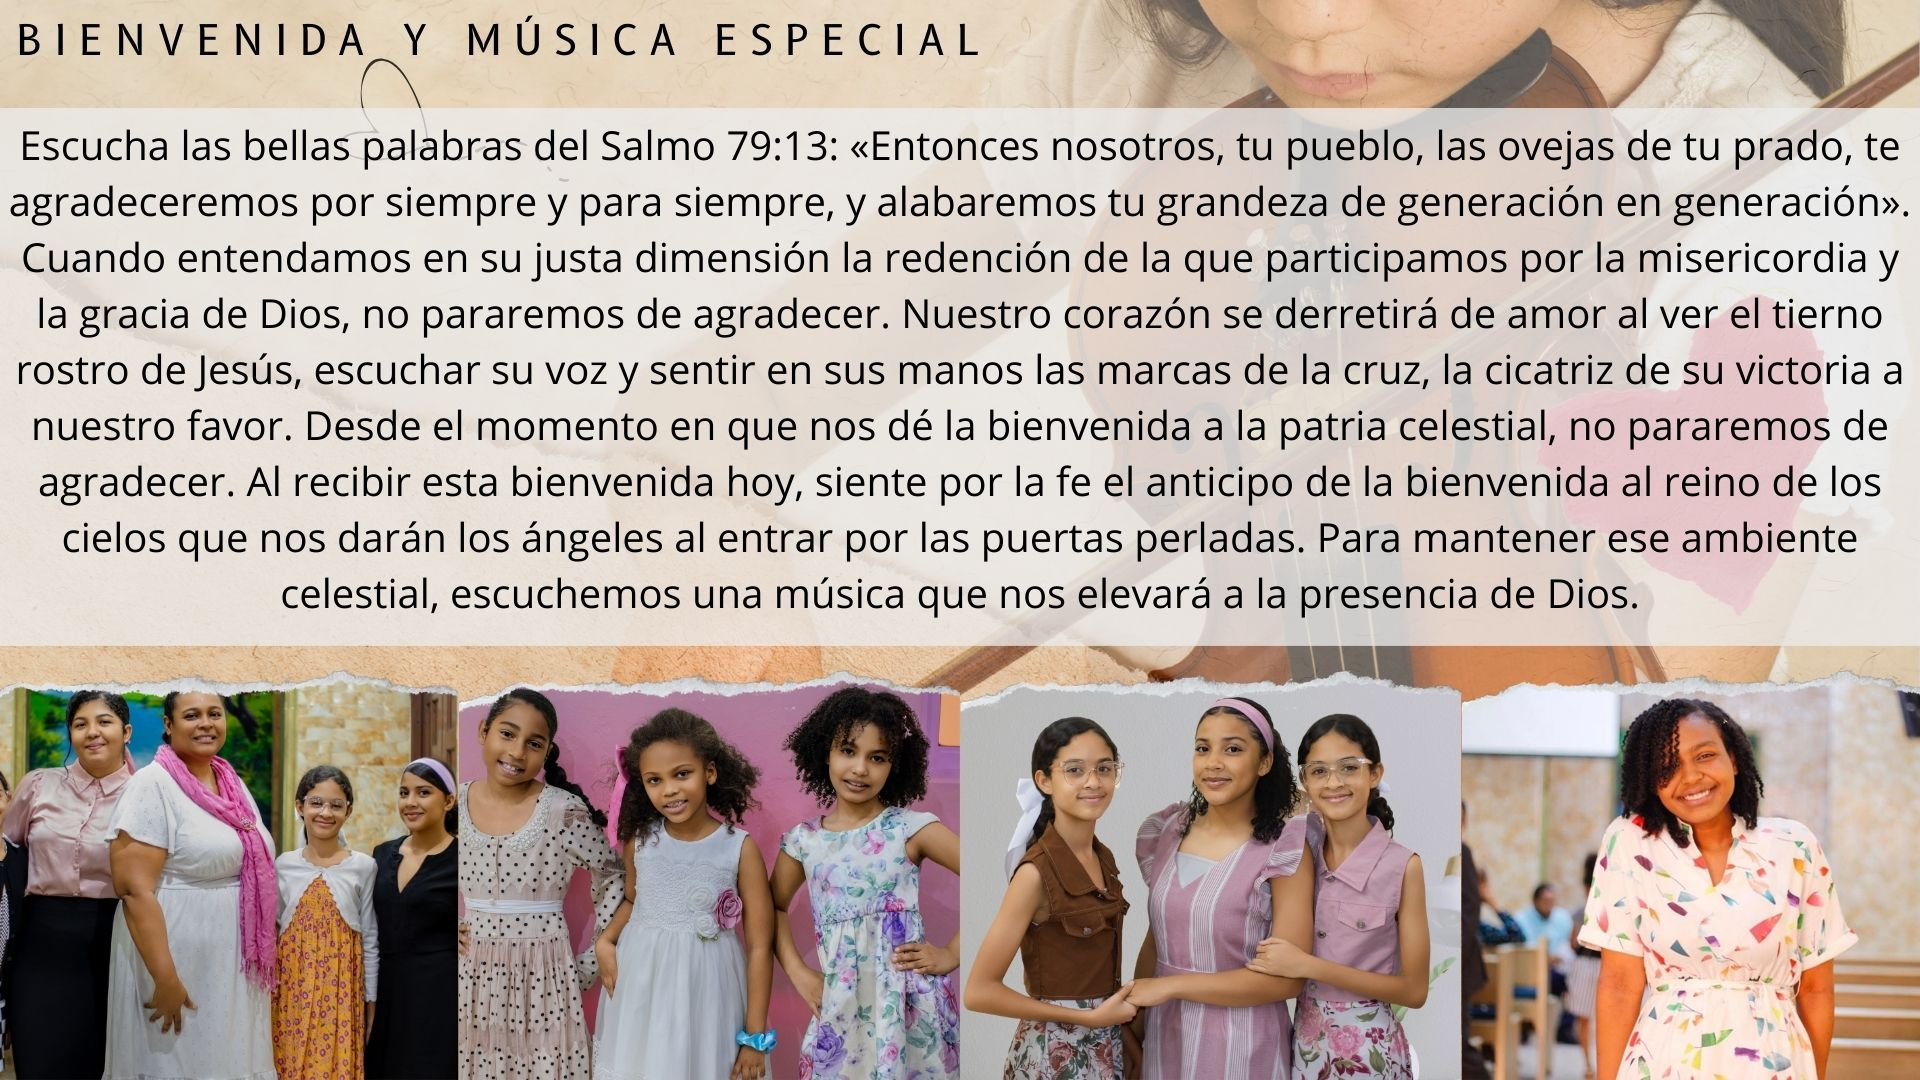 BIENVENIDA Y MÚSICA ESPECIAL
Escucha las bellas palabras del Salmo 79:13: «Entonces nosotros, tu pueblo, las ovejas de tu prado, te
agradeceremos por siempre y para siempre, y alabaremos tu grandeza de generación en generación».
Cuando entendamos en su justa dimensión la redención de la que participamos por la misericordia y
la gracia de Dios, no pararemos de agradecer. Nuestro corazón se derretirá de amor al ver el tierno
rostro de Jesús, escuchar su voz y sentir en sus manos las marcas de la cruz, la cicatriz de su victoria a
nuestro favor. Desde el momento en que nos dé la bienvenida a la patria celestial, no pararemos de
agradecer. Al recibir esta bienvenida hoy, siente por la fe el anticipo de la bienvenida al reino de los
cielos que nos darán los ángeles al entrar por las puertas perladas. Para mantener ese ambiente
celestial, escuchemos una música que nos elevará a la presencia de Dios.